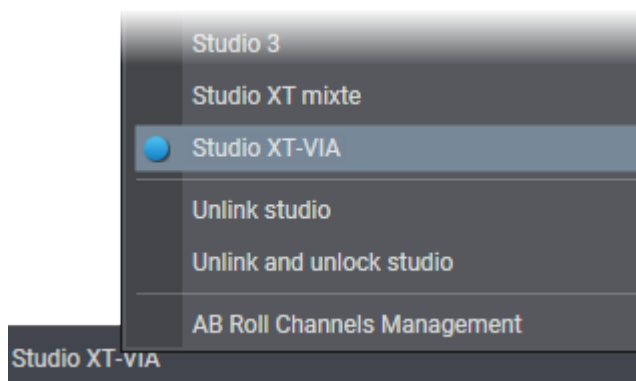 Studio 3
Studio XT mixte
Studio XT-VIA
Unlink studio
Unlink and unlock studio
AB Roll Channels Management
Studio XT-VIA